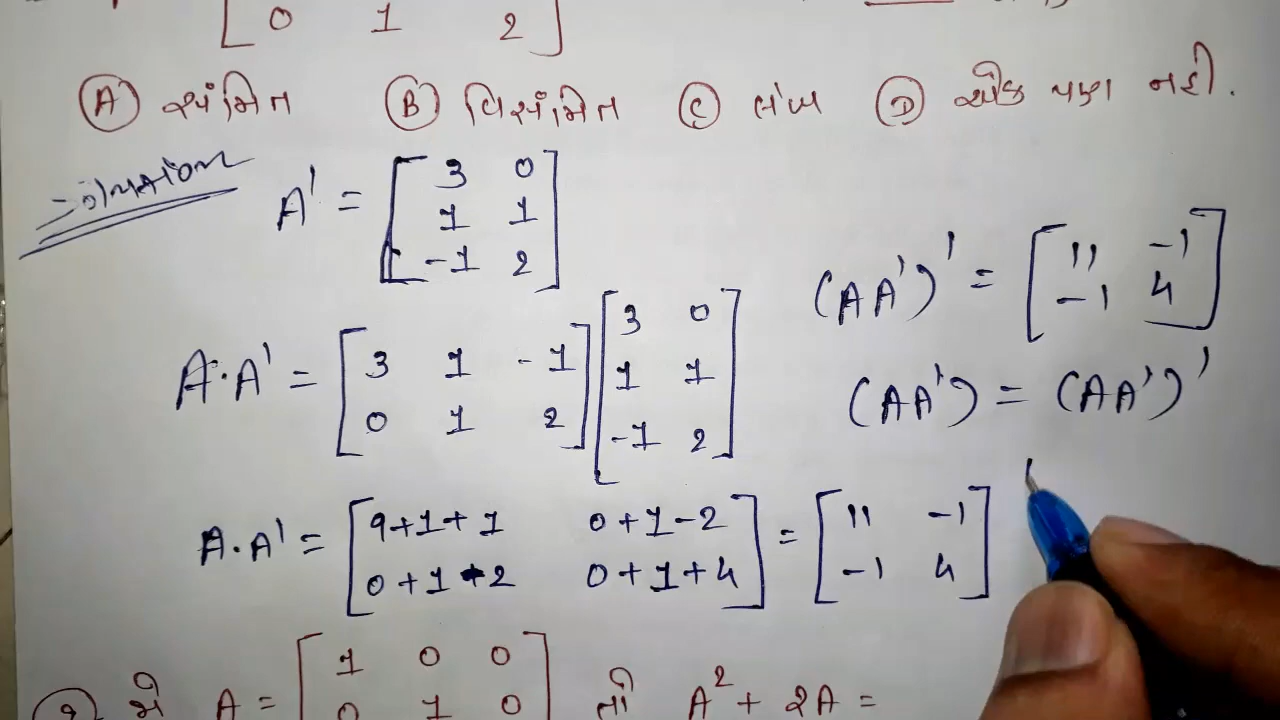 [ 0 1 2 ]
(A) સંમિત (B) વિસંમિત (C) લંબ (D) એક પણ નહી.
A' = [ 3 0
1 1
-1 2 ]
A·A' = [ 3 1 -1
0 1 2 ] [ 3 0
1 1
-1 2 ]
A·A' = [ 9+1+1 0+1-2
0+1-2 0+1+4 ] = [ 11 -1
-1 4 ]
(AA')' = [ 11 -1
-1 4 ]
(AA') = (AA')'
જો A = [ 1 0 0
0 1 0 તો A² + 2A =